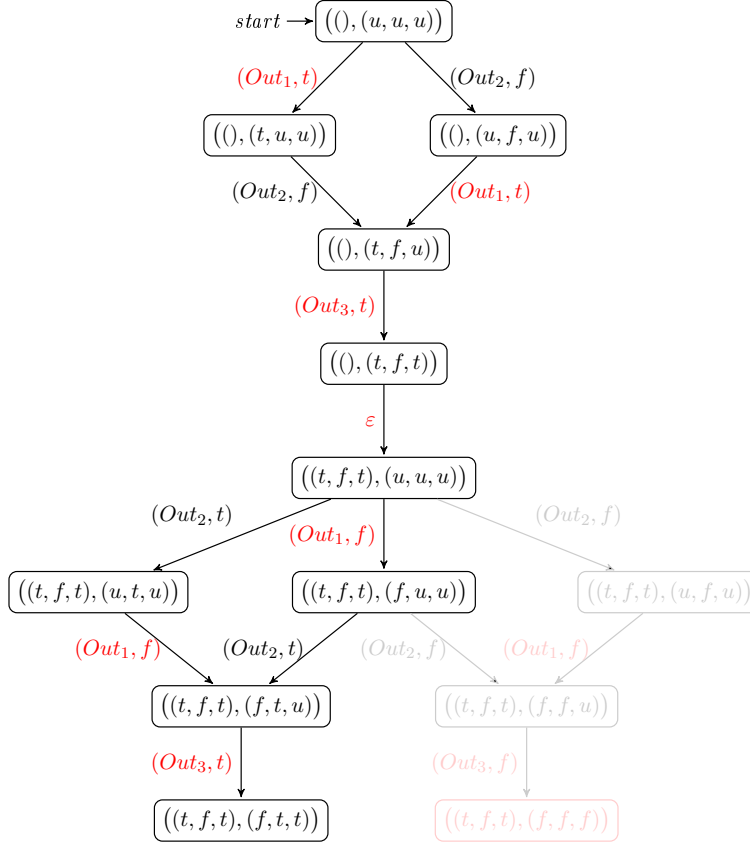 start ((), (u, u, u))
(Out₁, t) (Out₂, f)
((), (t, u, u)) ((), (u, f, u))
(Out₂, f) (Out₁, t)
((), (t, f, u))
(Out₃, t)
((), (t, f, t))
ε
((t, f, t), (u, u, u))
(Out₂, t) (Out₁, f) (Out₂, f)
((t, f, t), (u, t, u)) ((t, f, t), (f, u, u)) ((t, f, t), (u, f, u))
(Out₁, f) (Out₂, t) (Out₂, f) (Out₁, f)
((t, f, t), (f, t, u)) ((t, f, t), (f, f, u))
(Out₃, t) (Out₃, f)
((t, f, t), (f, t, t)) ((t, f, t), (f, f, f))